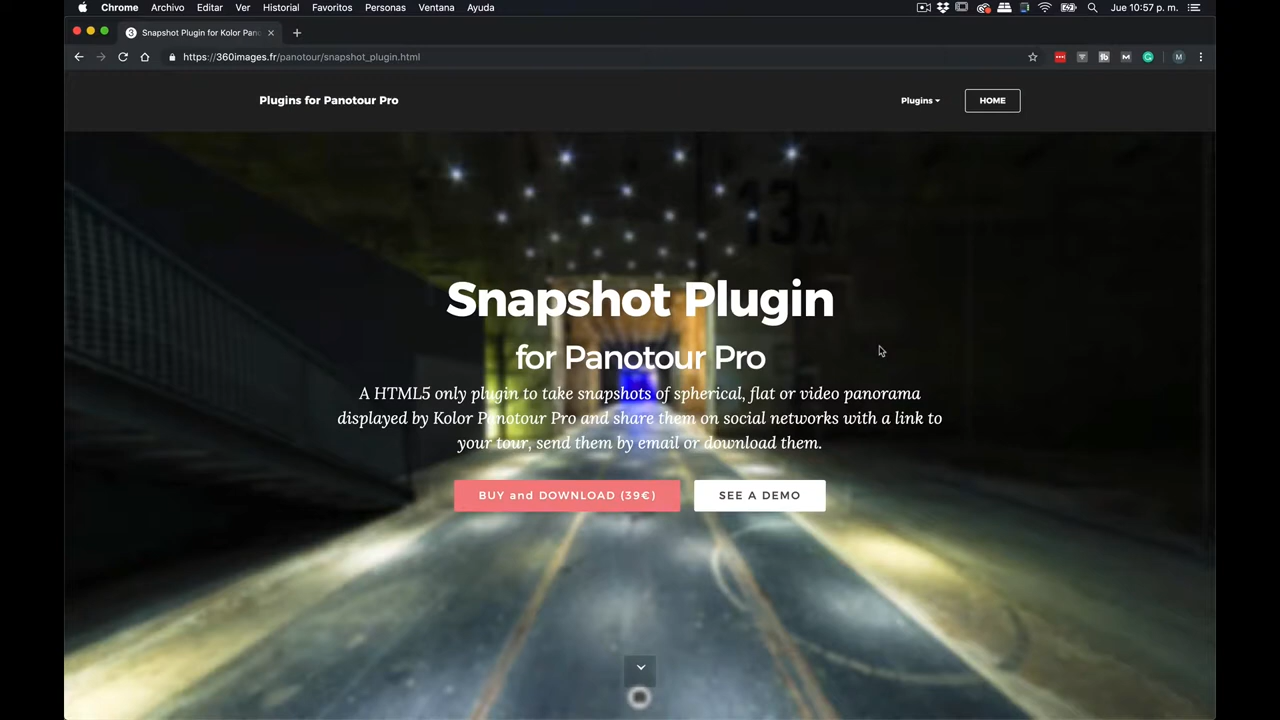 Chrome Archivo Editar Ver Historial Favoritos Personas Ventana Ayuda Jue 10:57 p. m.
Snapshot Plugin for Kolor Pano
https://360images.fr/panotour/snapshot_plugin.html
Plugins for Panotour Pro Plugins HOME
13A
Snapshot Plugin
for Panotour Pro
A HTML5 only plugin to take snapshots of spherical, flat or video panorama
displayed by Kolor Panotour Pro and share them on social networks with a link to
your tour, send them by email or download them.
BUY and DOWNLOAD (39€) SEE A DEMO